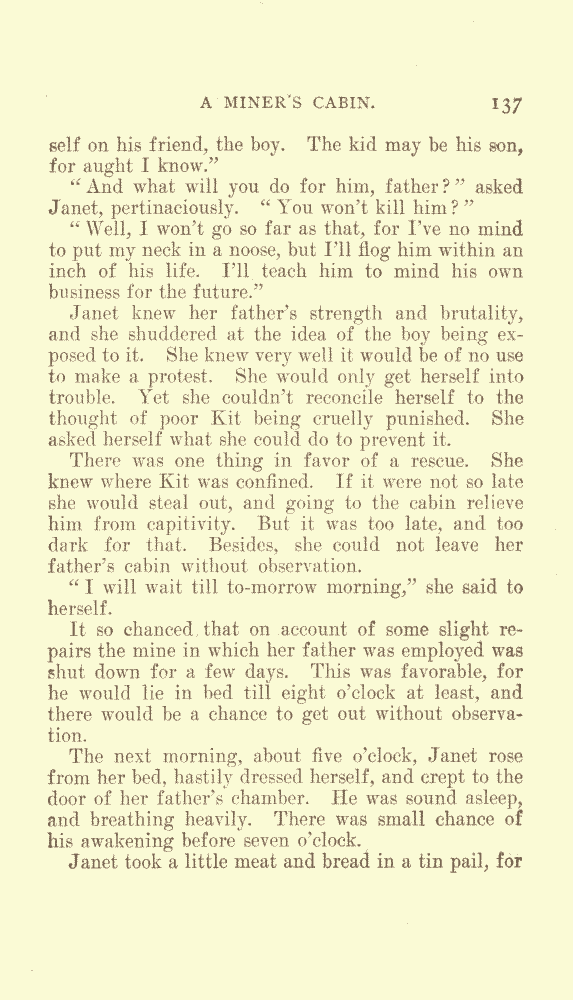 A MINER'S CABIN. 137
self on his friend, the boy. The kid may be his son,
for aught I know.”
“And what will you do for him, father?” asked
Janet, pertinaciously. “You won't kill him?”
“Well, I won't go so far as that, for I've no mind
to put my neck in a noose, but I'll flog him within an
inch of his life. I'll teach him to mind his own
business for the future.”
Janet knew her father's strength and brutality,
and she shuddered at the idea of the boy being ex-
posed to it. She knew very well it would be of no use
to make a protest. She would only get herself into
trouble. Yet she couldn't reconcile herself to the
thought of poor Kit being cruelly punished. She
asked herself what she could do to prevent it.
There was one thing in favor of a rescue. She
knew where Kit was confined. If it were not so late
she would steal out, and going to the cabin relieve
him from capitivity. But it was too late, and too
dark for that. Besides, she could not leave her
father's cabin without observation.
“I will wait till to-morrow morning,” she said to
herself.
It so chanced that on account of some slight re-
pairs the mine in which her father was employed was
shut down for a few days. This was favorable, for
he would lie in bed till eight o'clock at least, and
there would be a chance to get out without observa-
tion.
The next morning, about five o'clock, Janet rose
from her bed, hastily dressed herself, and crept to the
door of her father's chamber. He was sound asleep,
and breathing heavily. There was small chance of
his awakening before seven o'clock.
Janet took a little meat and bread in a tin pail, for